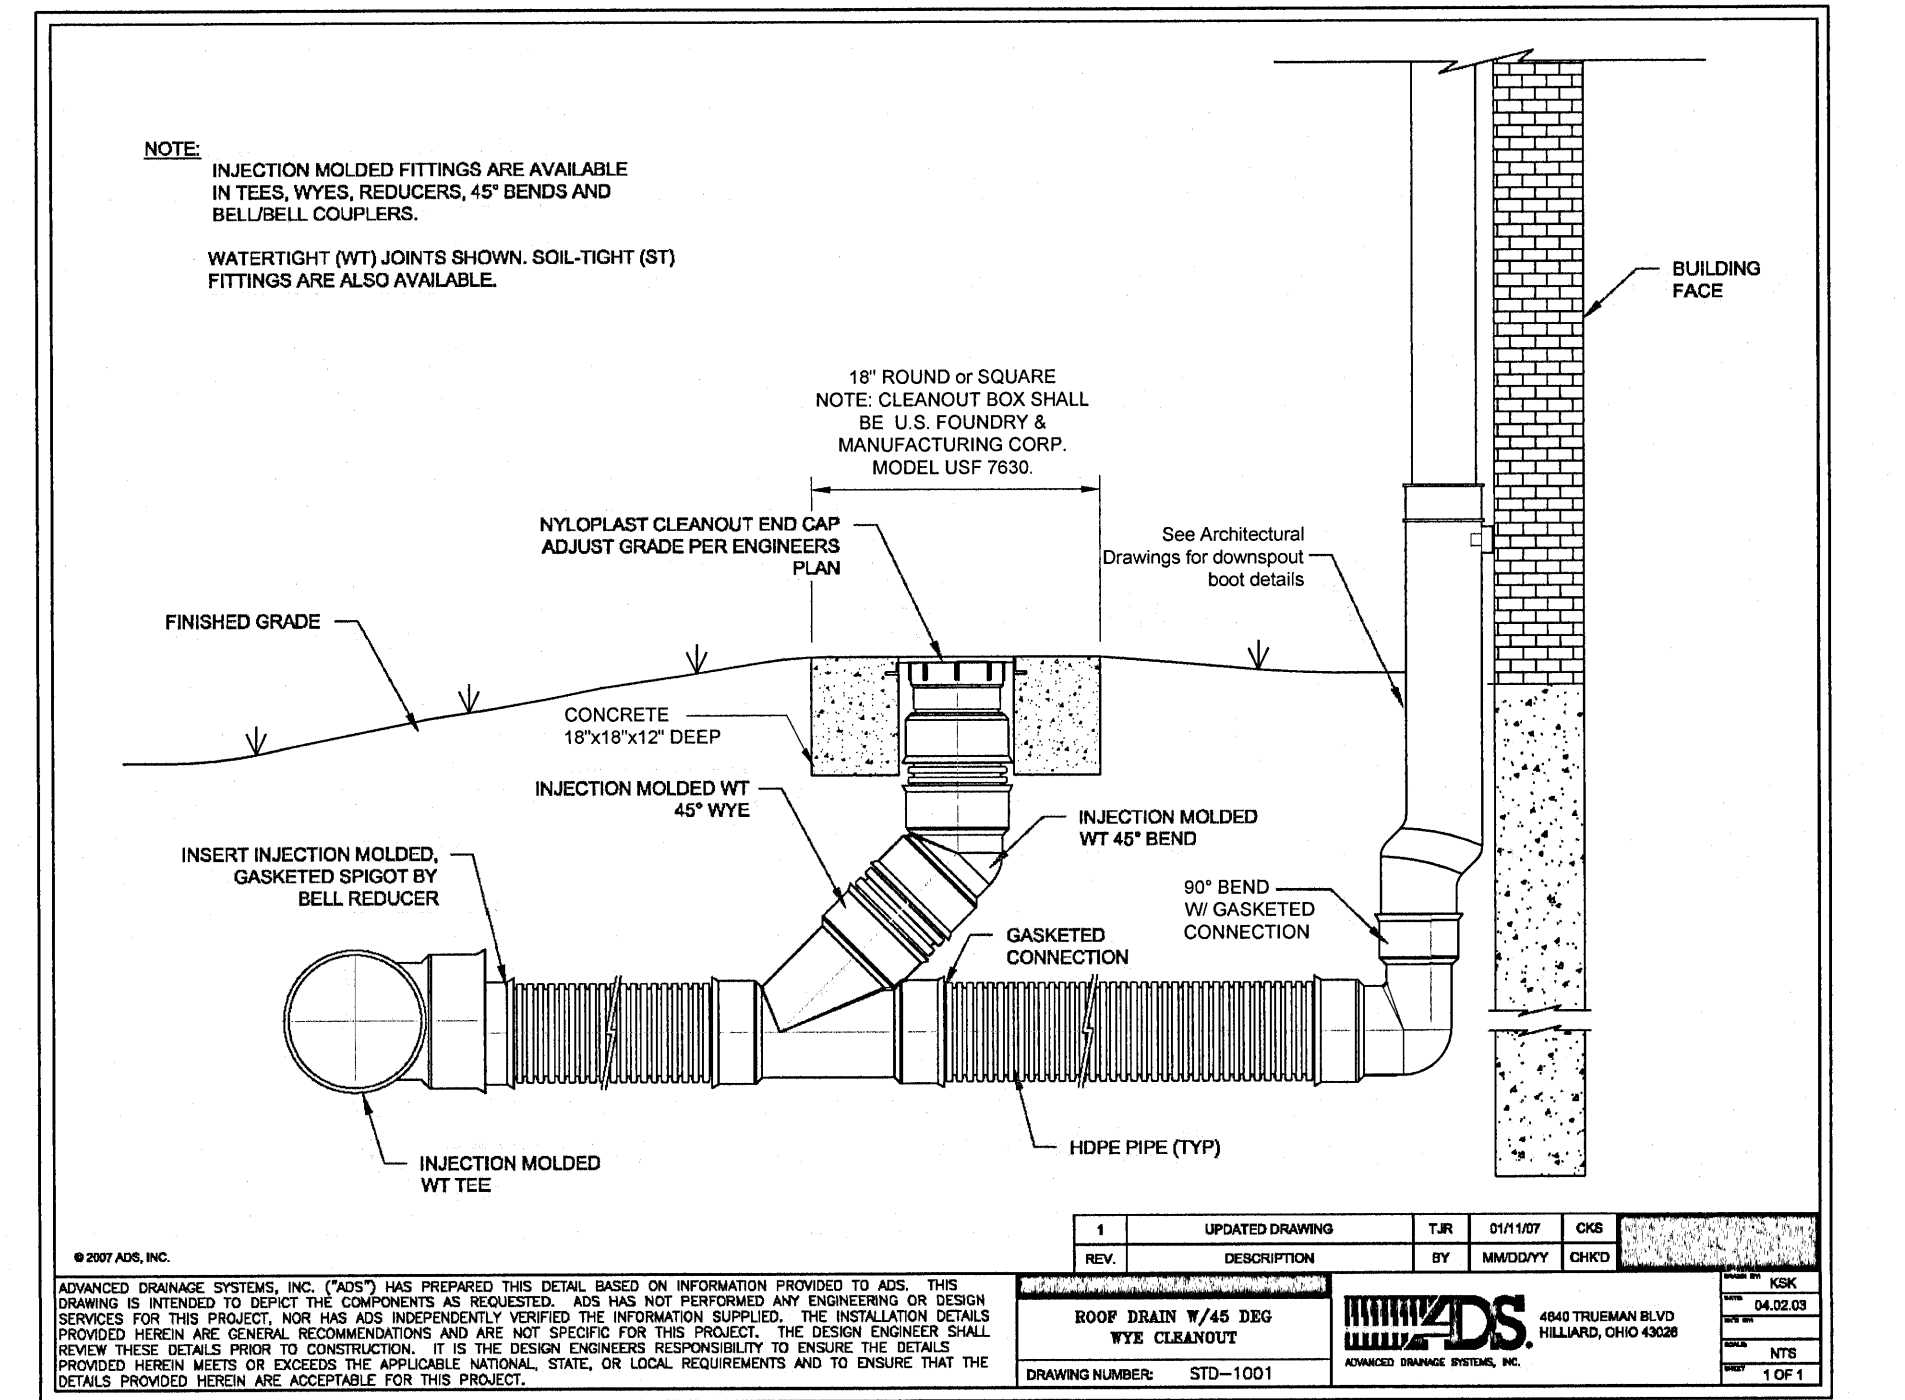 NOTE:
INJECTION MOLDED FITTINGS ARE AVAILABLE
IN TEES, WYES, REDUCERS, 45° BENDS AND
BELL/BELL COUPLERS.
WATERTIGHT (WT) JOINTS SHOWN. SOIL-TIGHT (ST)
FITTINGS ARE ALSO AVAILABLE.
BUILDING
FACE
18" ROUND or SQUARE
NOTE: CLEANOUT BOX SHALL
BE U.S. FOUNDRY &
MANUFACTURING CORP.
MODEL USF 7630.
NYLOPLAST CLEANOUT END CAP
ADJUST GRADE PER ENGINEERS
PLAN
See Architectural
Drawings for downspout
boot details
FINISHED GRADE
CONCRETE
18"x18"x12" DEEP
INJECTION MOLDED WT
45° WYE
INJECTION MOLDED
WT 45° BEND
INSERT INJECTION MOLDED,
GASKETED SPIGOT BY
BELL REDUCER
90° BEND
W/ GASKETED
CONNECTION
GASKETED
CONNECTION
HDPE PIPE (TYP)
INJECTION MOLDED
WT TEE
1 UPDATED DRAWING TJR 01/11/07 CKS
REV. DESCRIPTION BY MM/DD/YY CHK'D
© 2007 ADS, INC.
ADVANCED DRAINAGE SYSTEMS, INC. ("ADS") HAS PREPARED THIS DETAIL BASED ON INFORMATION PROVIDED TO ADS. THIS
DRAWING IS INTENDED TO DEPICT THE COMPONENTS AS REQUESTED. ADS HAS NOT PERFORMED ANY ENGINEERING OR DESIGN
SERVICES FOR THIS PROJECT, NOR HAS ADS INDEPENDENTLY VERIFIED THE INFORMATION SUPPLIED. THE INSTALLATION DETAILS
PROVIDED HEREIN ARE GENERAL RECOMMENDATIONS AND ARE NOT SPECIFIC FOR THIS PROJECT. THE DESIGN ENGINEER SHALL
REVIEW THESE DETAILS PRIOR TO CONSTRUCTION. IT IS THE DESIGN ENGINEERS RESPONSIBILITY TO ENSURE THE DETAILS
PROVIDED HEREIN MEETS OR EXCEEDS THE APPLICABLE NATIONAL, STATE, OR LOCAL REQUIREMENTS AND TO ENSURE THAT THE
DETAILS PROVIDED HEREIN ARE ACCEPTABLE FOR THIS PROJECT.
ROOF DRAIN W/45 DEG
WYE CLEANOUT
DRAWING NUMBER: STD-1001
ADS.
ADVANCED DRAINAGE SYSTEMS, INC.
4640 TRUEMAN BLVD
HILLIARD, OHIO 43026
KSK
04.02.03
NTS
SHEET 1 OF 1